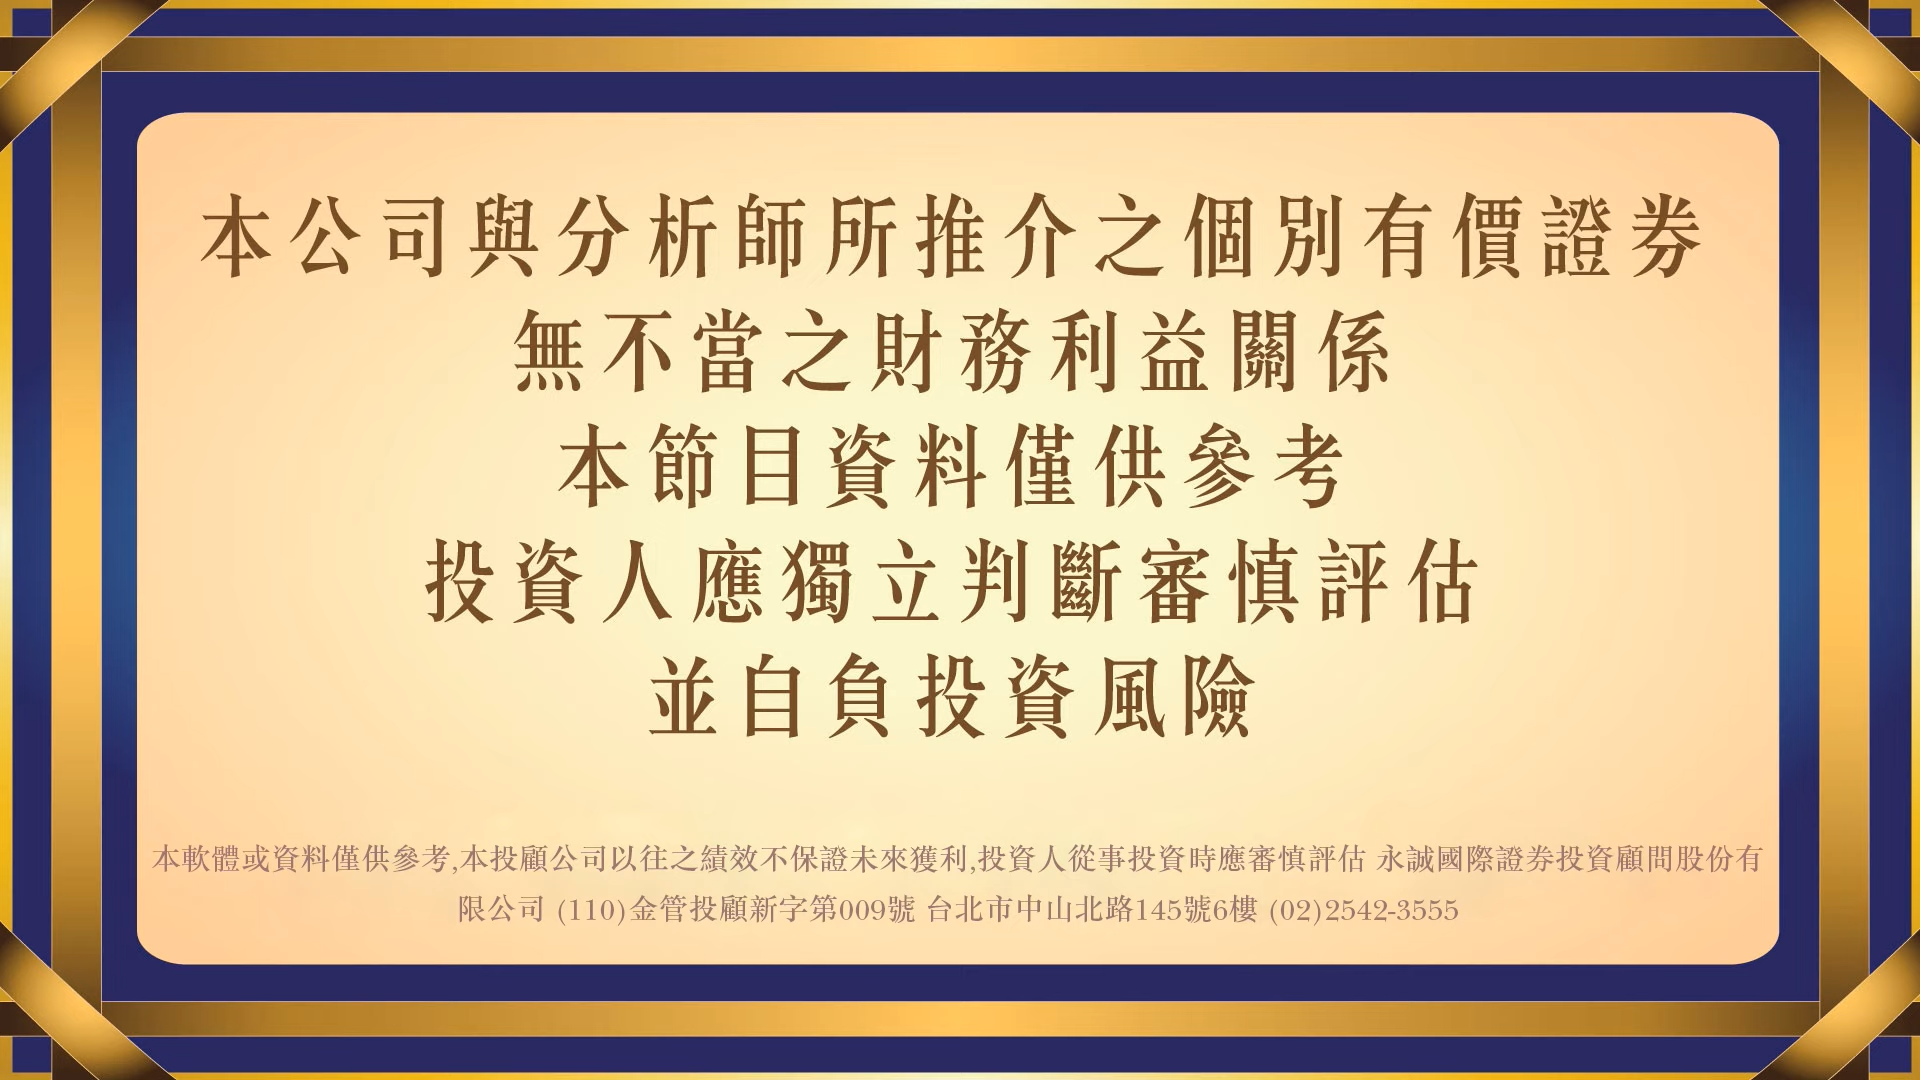 本公司與分析師所推介之個別有價證券
無不當之財務利益關係
本節目資料僅供參考
投資人應獨立判斷審慎評估
並自負投資風險
本軟體或資料僅供參考,本投顧公司以往之績效不保證未來獲利,投資人從事投資時應審慎評估 永誠國際證券投資顧問股份有
限公司 (110)金管投顧新字第009號 台北市中山北路145號6樓 (02)2542-3555